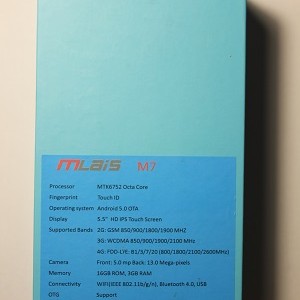 mLais M7
Processor MTK6752 Octa Core
Fingerprint Touch ID
Operating system Android 5.0 OTA
Display 5.5" HD IPS Touch Screen
Supported Bands 2G: GSM 850/900/1800/1900 MHZ
3G: WCDMA 850/900/1900/2100 MHz
4G: FDD-LYE: B1/3/7/20 (800/1800/2100/2600MHz)
Camera Front: 5.0 mp Back: 13.0 Mega-pixels
Memory 16GB ROM, 3GB RAM
Connectivity WIFI(IEEE 802.11b/g/n), Bluetooth 4.0, USB
OTG Support